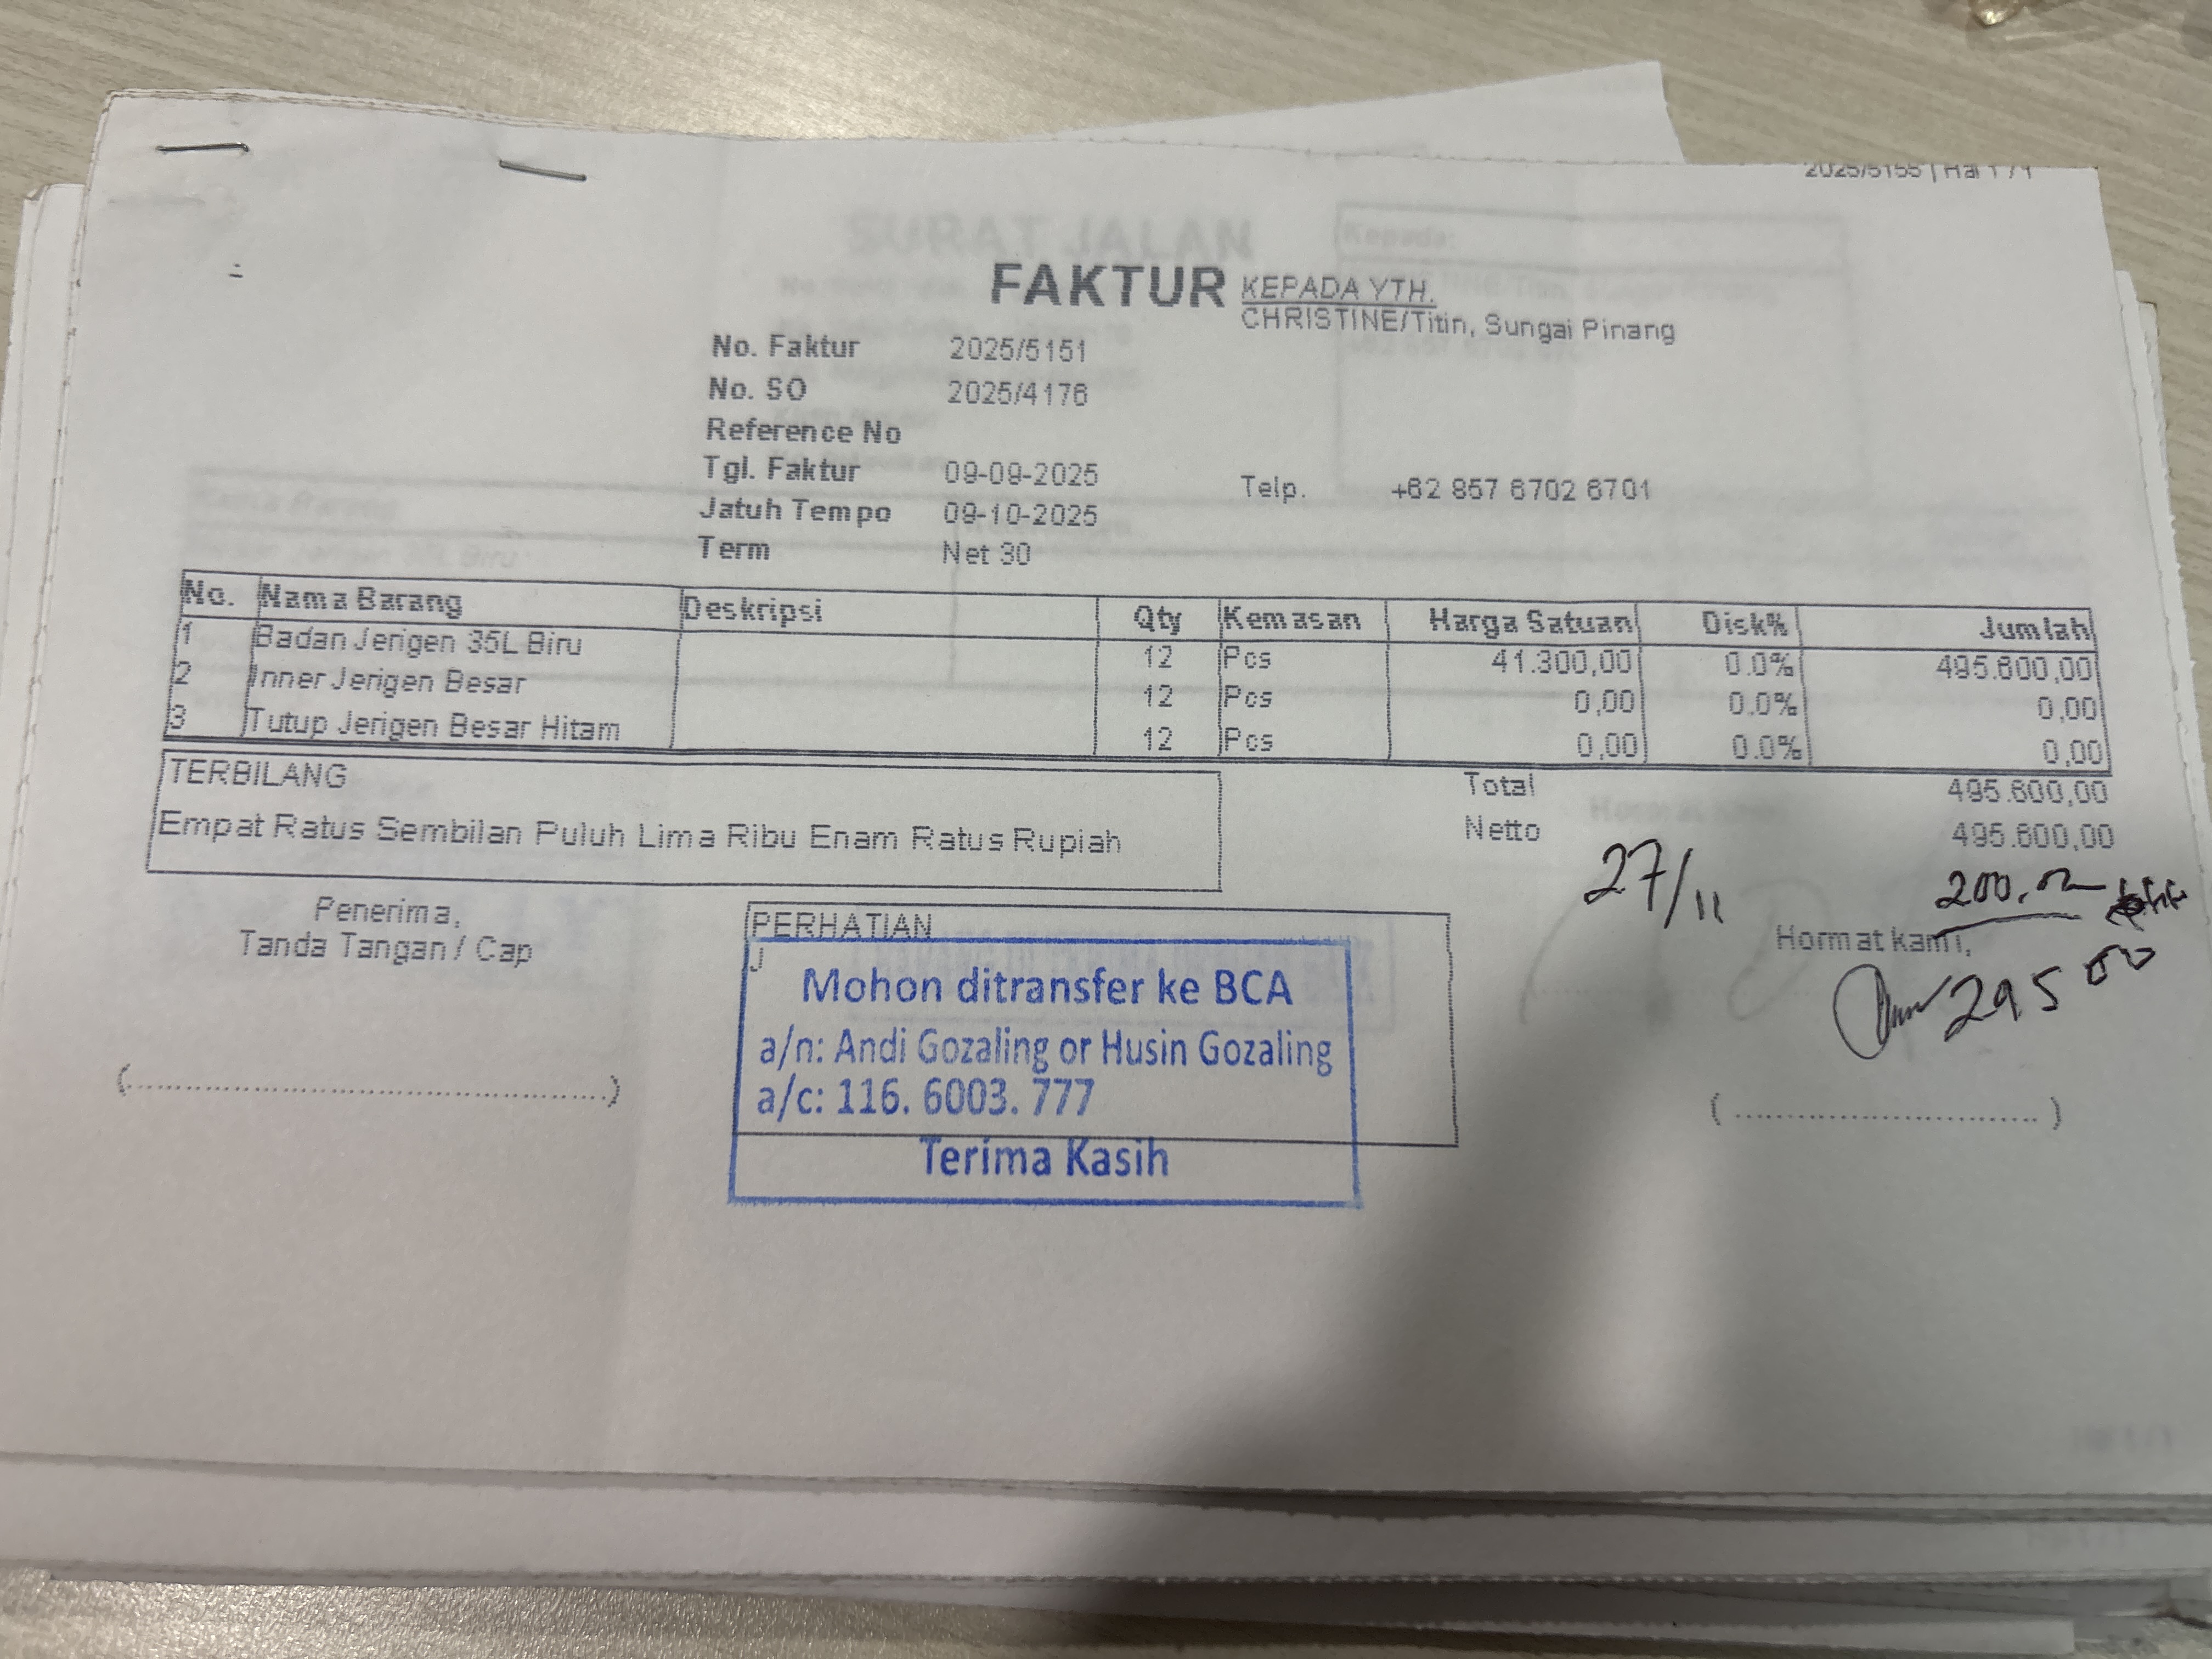 2025/5155 | Hal 1 / 1
FAKTUR
KEPADA YTH.
CHRISTINE/Titin, Sungai Pinang
No. Faktur 2025/5151
No. SO 2025/4176
Reference No
Tgl. Faktur 09-09-2025
Telp. +62 857 6702 6701
Jatuh Tempo 09-10-2025
Term Net 30
No. Nama Barang Deskripsi Qty Kemasan Harga Satuan Disk% Jumlah
1 Badan Jerigen 35L Biru 12 Pcs 41.300,00 0.0% 495.600,00
2 Inner Jerigen Besar 12 Pcs 0,00 0.0% 0,00
3 Tutup Jerigen Besar Hitam 12 Pcs 0,00 0.0% 0,00
TERBILANG
Empat Ratus Sembilan Puluh Lima Ribu Enam Ratus Rupiah
Total 495.600,00
Netto 495.600,00
27/11
200.
Penerima,
Tanda Tangan / Cap
Hormat kami,
295
PERHATIAN
Mohon ditransfer ke BCA
a/n: Andi Gozaling or Husin Gozaling
a/c: 116. 6003. 777
Terima Kasih
(..............................................)
( ............................. )
SURAT JALAN
Kepada: